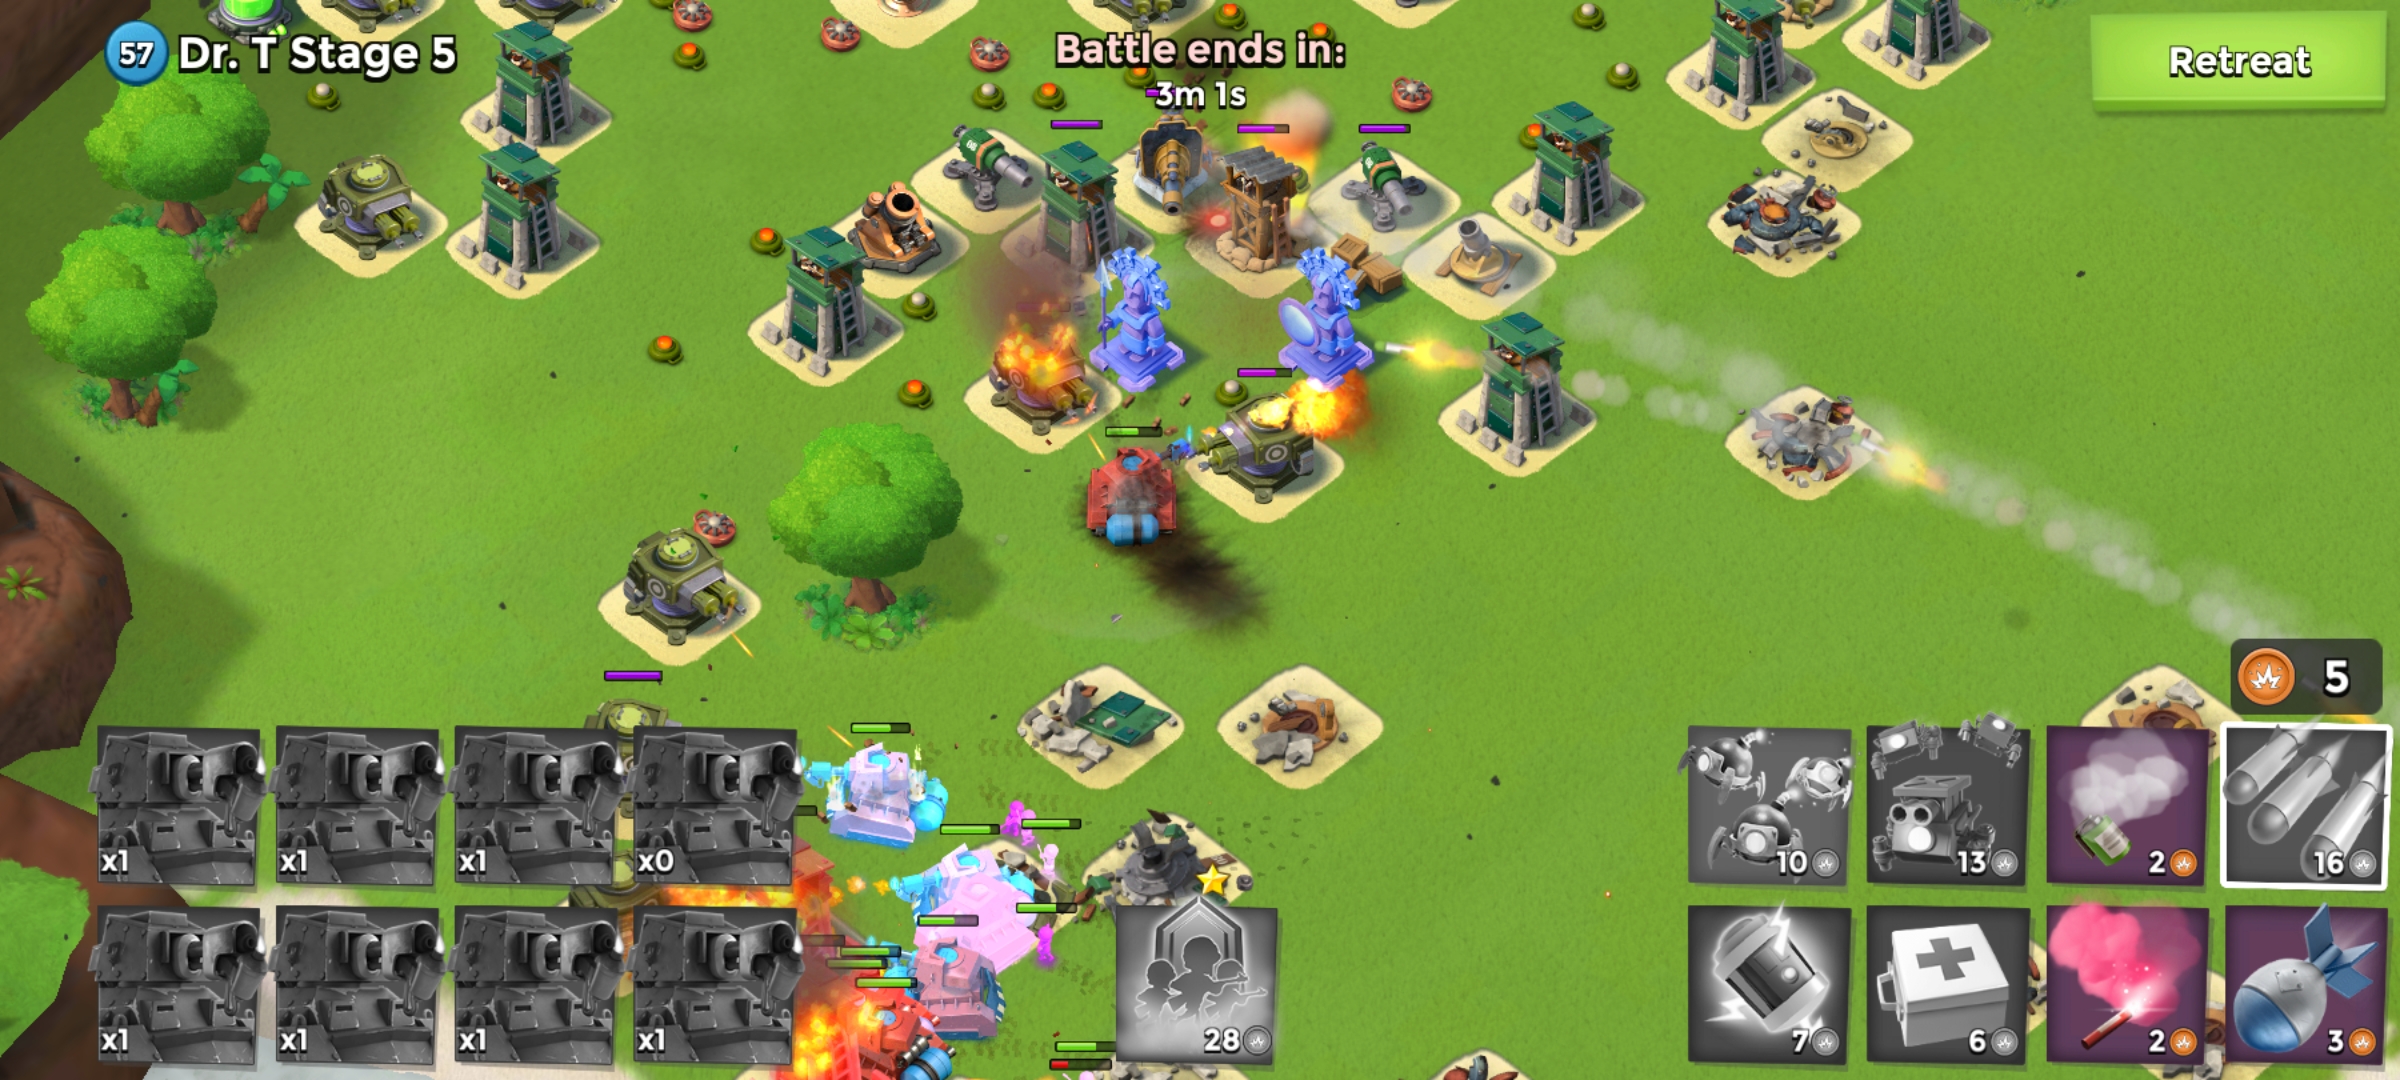 57 Dr. T Stage 5
Battle ends in:
3m 1s
Retreat
5
x1 x1 x1 x0
10 13 2 16
x1 x1 x1 x1
28
7 6 2 3